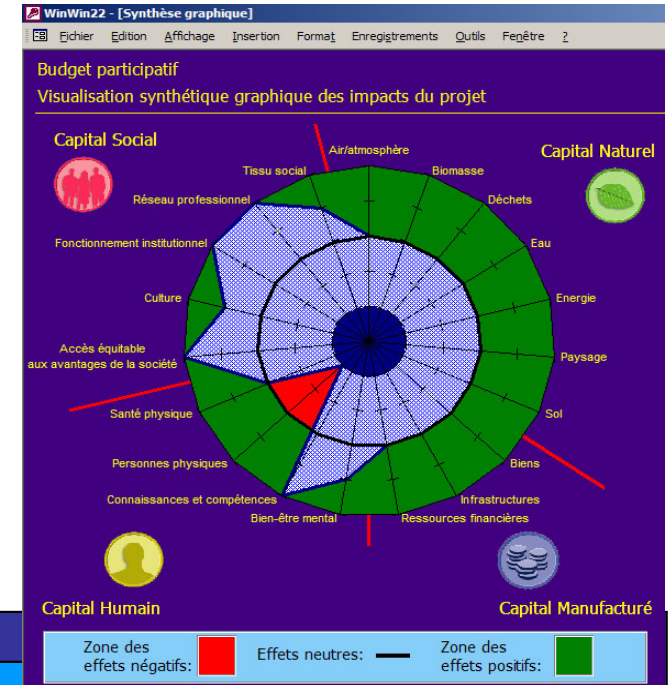 WinWin22 - [Synthèse graphique]
Fichier Edition Affichage Insertion Format Enregistrements Outils Fenêtre ?
Budget participatif
Visualisation synthétique graphique des impacts du projet
Capital Social
Capital Naturel
Air/atmosphère
Biomasse
Déchets
Eau
Energie
Paysage
Sol
Biens
Infrastructures
Ressources financières
Bien-être mental
Connaissances et compétences
Personnes physiques
Santé physique
Accès équitable
aux avantages de la société
Culture
Fonctionnement institutionnel
Réseau professionnel
Tissu social
Capital Humain
Capital Manufacturé
Zone des
effets négatifs:
Effets neutres:
Zone des
effets positifs: